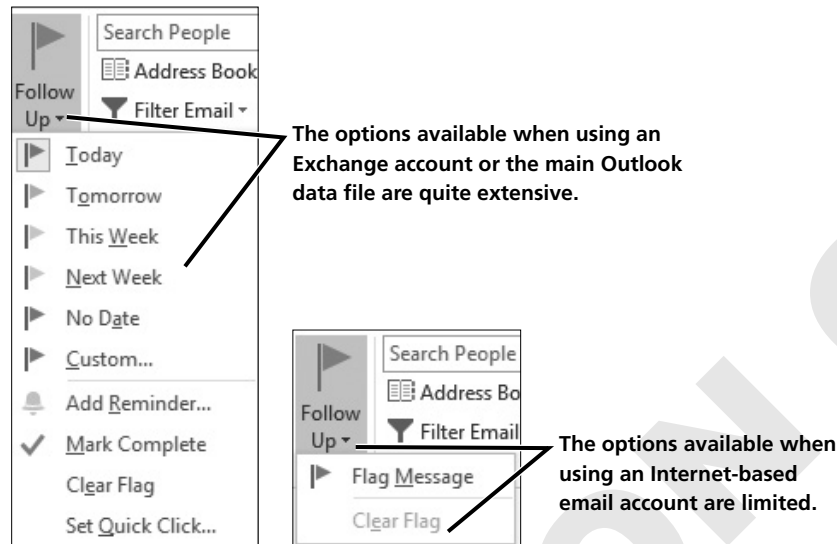 Search People
Address Book
Follow
Up
Filter Email
The options available when using an
Exchange account or the main Outlook
data file are quite extensive.
Today
Tomorrow
This Week
Next Week
No Date
Custom...
Add Reminder...
Mark Complete
Clear Flag
Set Quick Click...
Search People
Address Bo
Follow
Up
Filter Email
Flag Message
Clear Flag
The options available when
using an Internet-based
email account are limited.